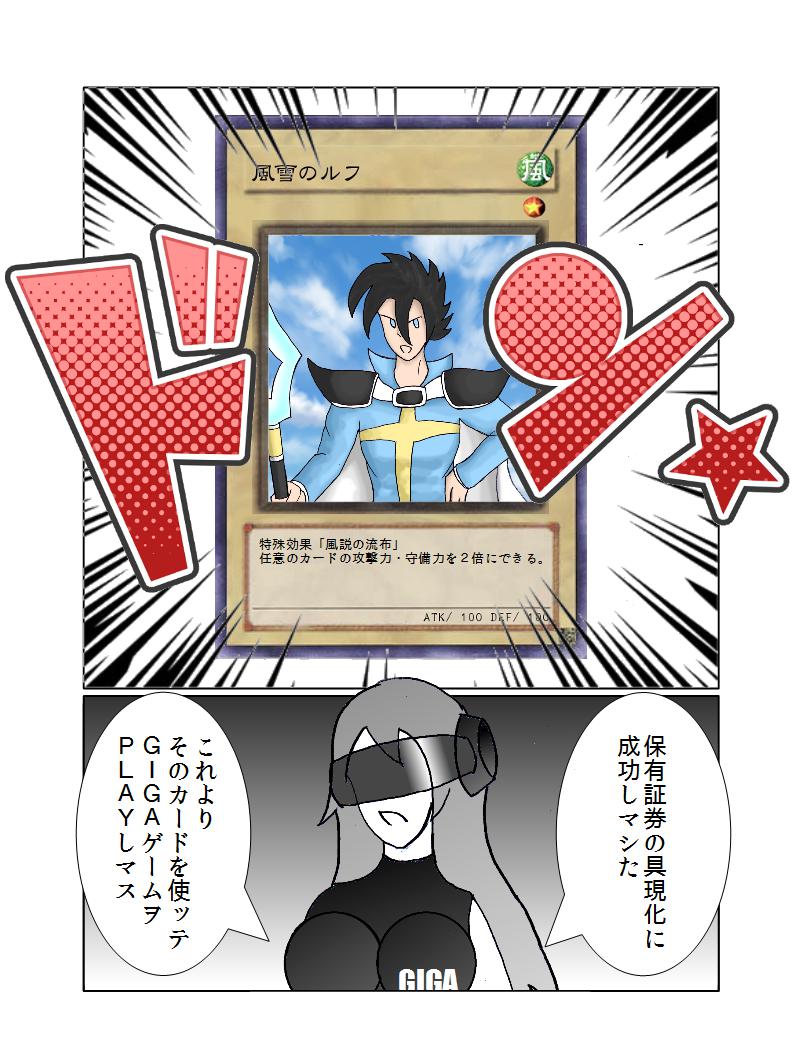 風雪のルフ
風
ドン
特殊効果「風説の流布」
任意のカードの攻撃力・守備力を２倍にできる。
ATK/ 100 DEF/ 100
保有証券の具現化に
成功しマシた
これより
そのカードを使ッテ
ＧＩＧＡゲームヲ
ＰＬＡＹしマス
GIGA